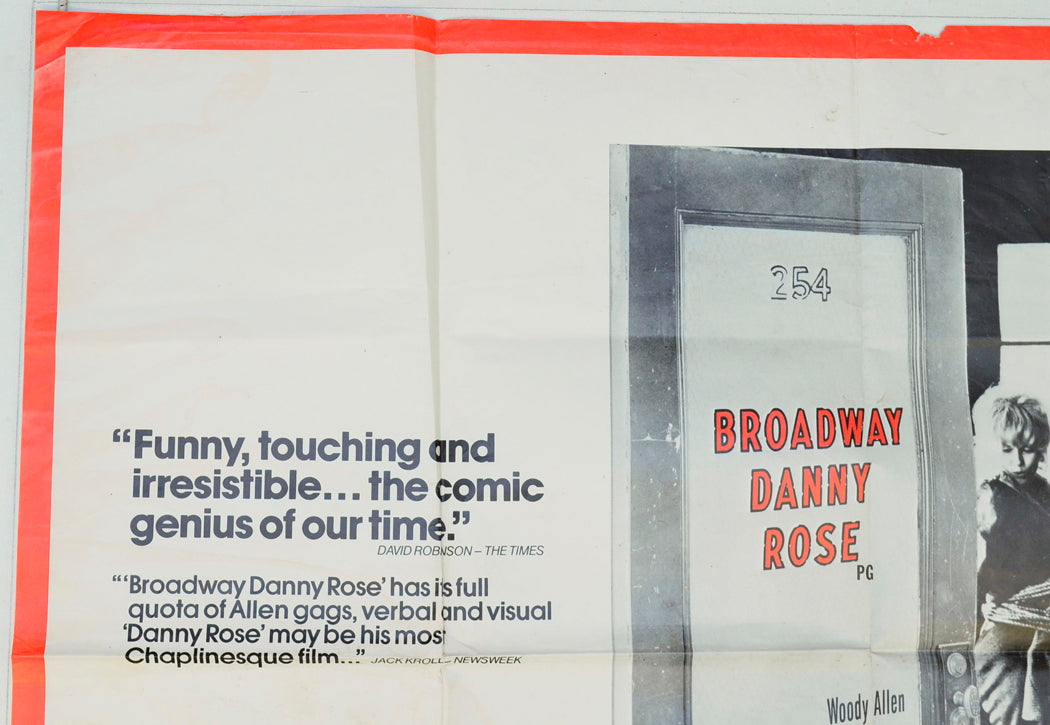 “Funny, touching and
irresistible... the comic
genius of our time.”
DAVID ROBINSON – THE TIMES
“‘Broadway Danny Rose’ has its full
quota of Allen gags, verbal and visual
‘Danny Rose’ may be his most
Chaplinesque film...” JACK KROLL – NEWSWEEK
254
BROADWAY
DANNY
ROSE
PG
Woody Allen